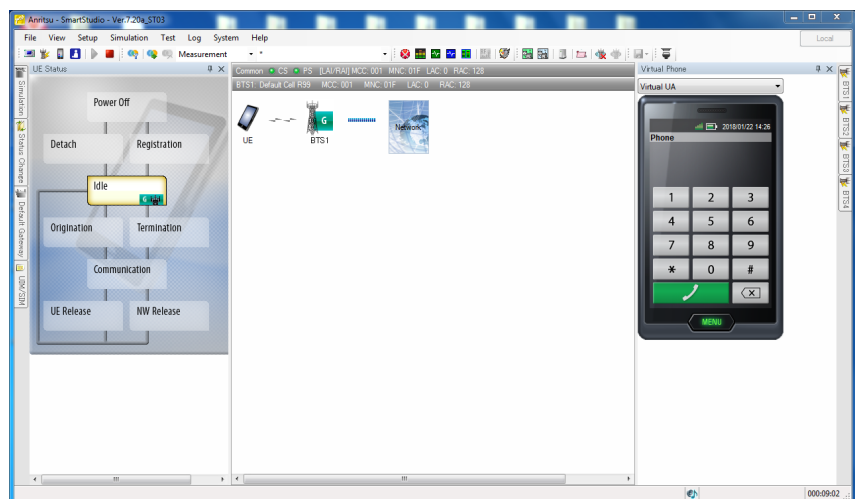 Anritsu - SmartStudio - Ver.7.20a_ST03
File View Setup Simulation Test Log System Help
Local
Measurement
*
UE Status
Simulation
Status Change
Default Gateway
UIM/SIM
Power Off
Detach
Registration
Idle
G
Origination
Termination
Communication
UE Release
NW Release
Common CS PS [LAI/RAI] MCC: 001 MNC: 01F LAC: 0 RAC: 128
BTS1: Default Cell R99 MCC: 001 MNC: 01F LAC: 0 RAC: 128
G
Network
UE
BTS1
Virtual Phone
Virtual UA
2018/01/22 14:26
Phone
1 2 3
4 5 6
7 8 9
* 0 #
MENU
BTS1
BTS2
BTS3
BTS4
000:09:02